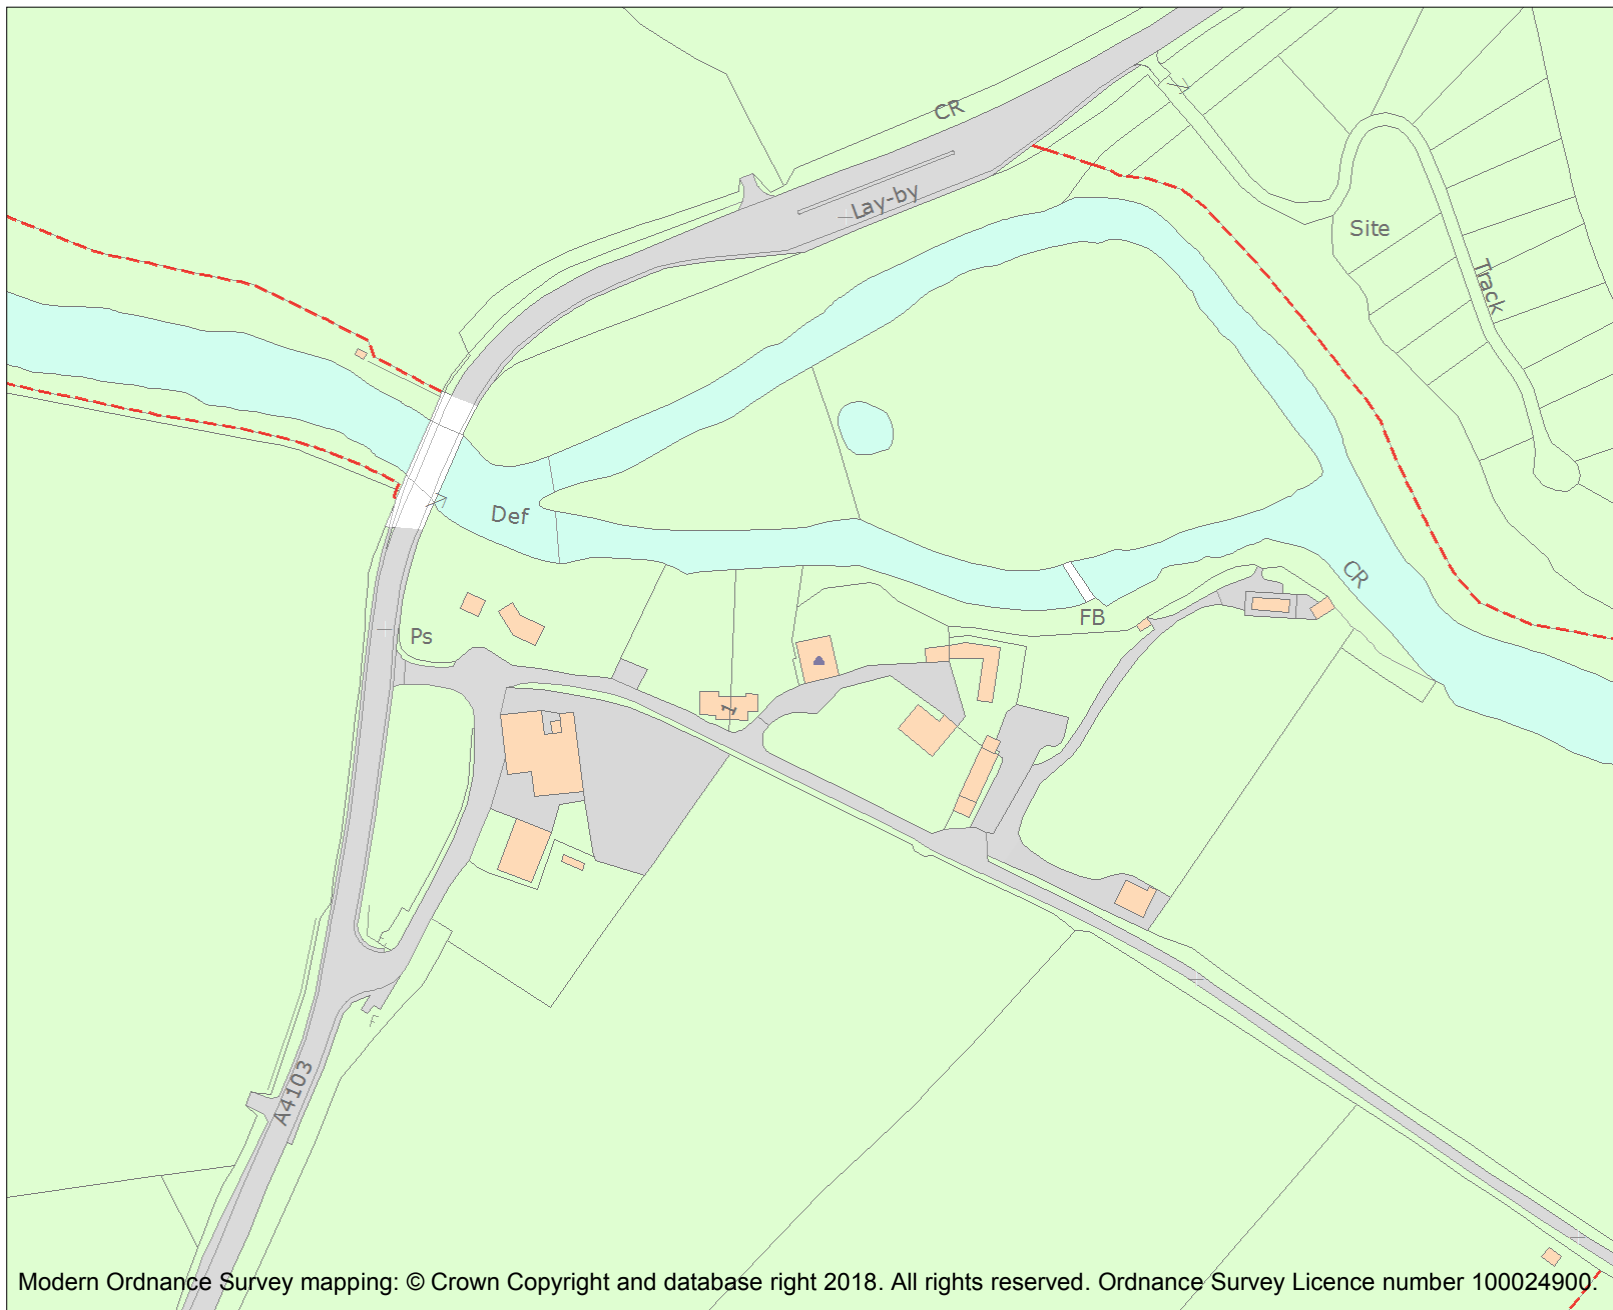 CR
Lay-by
Site
Track
Def
CR
FB
Ps
1
A4103
Modern Ordnance Survey mapping: © Crown Copyright and database right 2018. All rights reserved. Ordnance Survey Licence number 100024900.